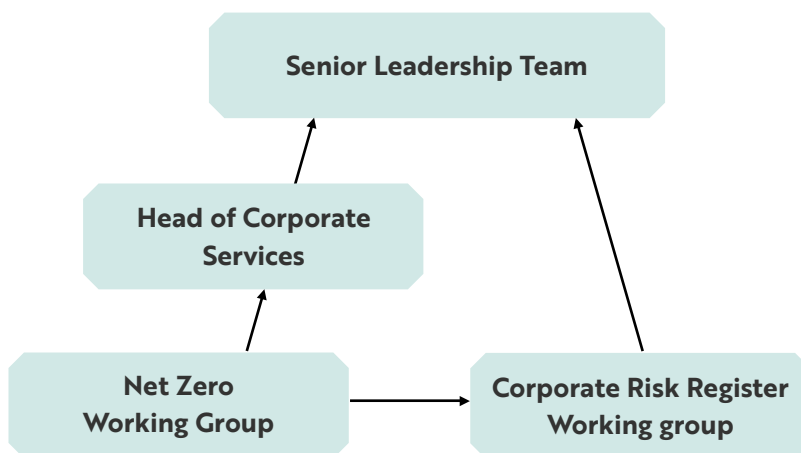 Senior Leadership Team
Head of Corporate
Services
Net Zero
Working Group
Corporate Risk Register
Working group